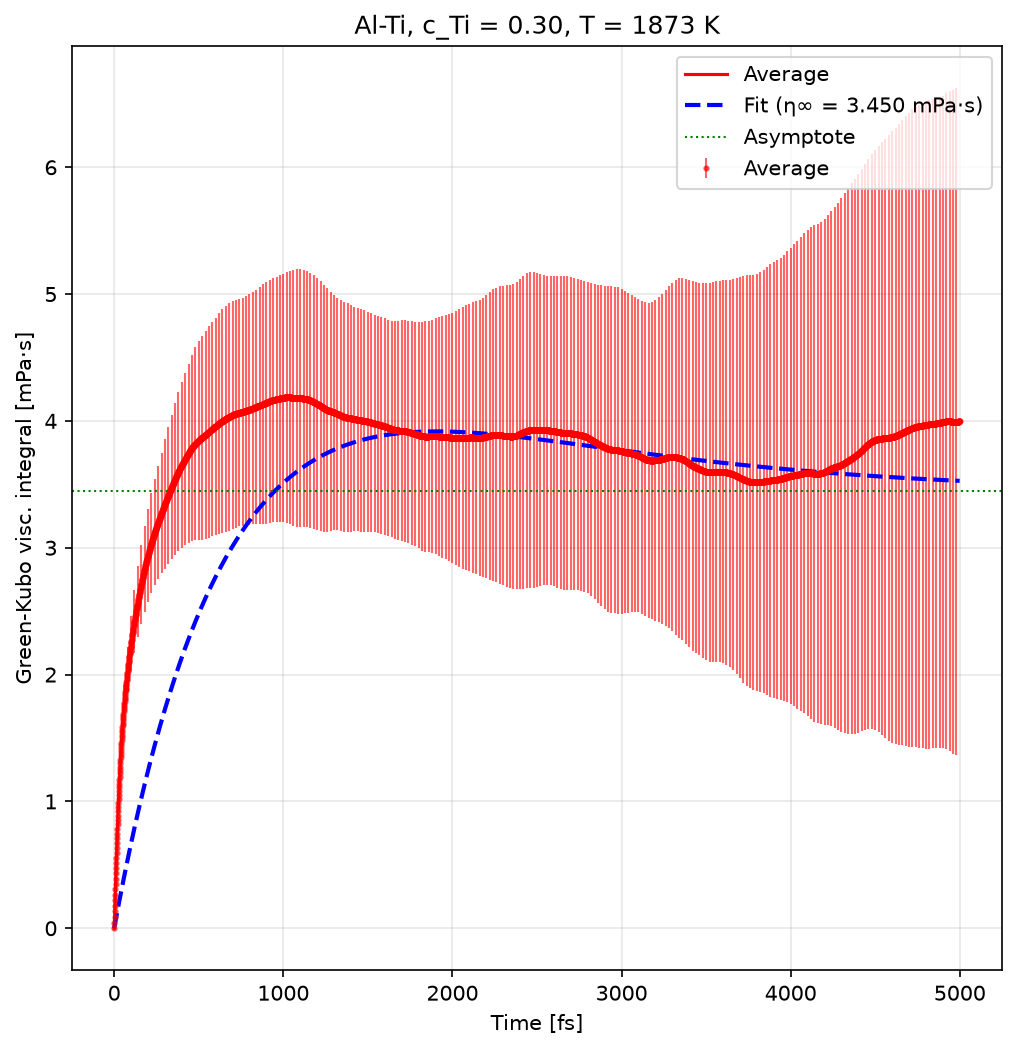 Al-Ti, c_Ti = 0.30, T = 1873 K
Average
Fit (η∞ = 3.450 mPa·s)
Asymptote
Average
Green-Kubo visc. integral [mPa·s]
6
5
4
3
2
1
0
0 1000 2000 3000 4000 5000
Time [fs]